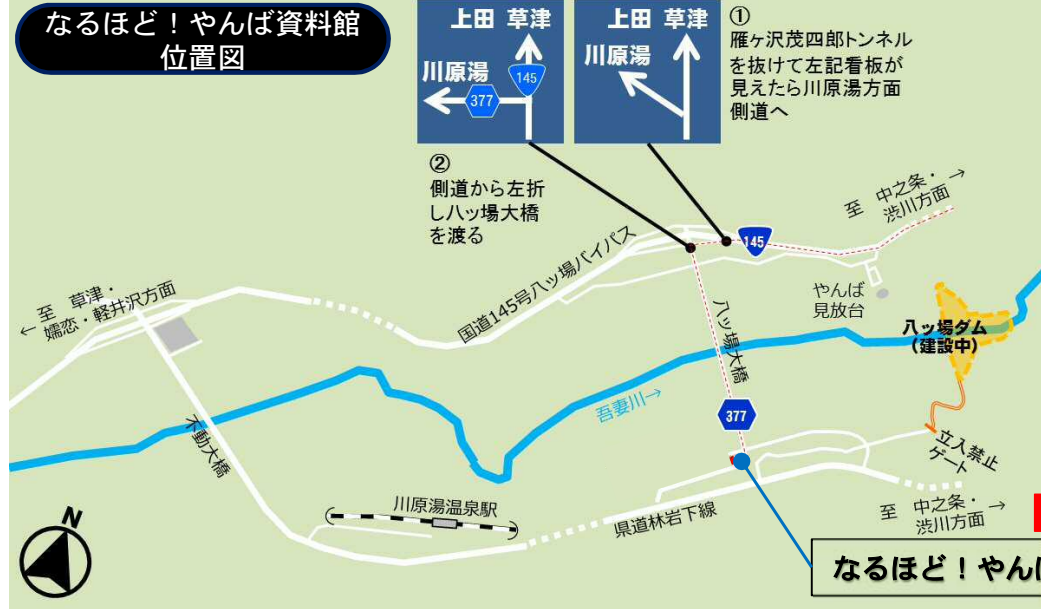 なるほど！やんば資料館
位置図
上田 草津
川原湯
145
377
上田 草津
川原湯
①
雁ヶ沢茂四郎トンネル
を抜けて左記看板が
見えたら川原湯方面
側道へ
②
側道から左折
し八ッ場大橋
を渡る
至 中之条・→
渋川方面
145
国道145号八ッ場バイパス
至 草津・
←嬬恋・軽井沢方面
やんば
見放台
八ッ場ダム
(建設中)
八ッ場大橋
吾妻川→
377
不動大橋
立入禁止
ゲート
川原湯温泉駅
県道林岩下線
至 中之条・→
渋川方面
N
なるほど！やんば